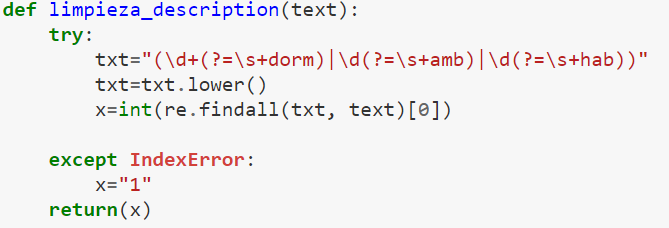 def limpieza_description(text):
    try:
        txt="(\d+(?=\s+dorm)|\d(?=\s+amb)|\d(?=\s+hab))"
        txt=txt.lower()
        x=int(re.findall(txt, text)[0])
    except IndexError:
        x="1"
    return(x)